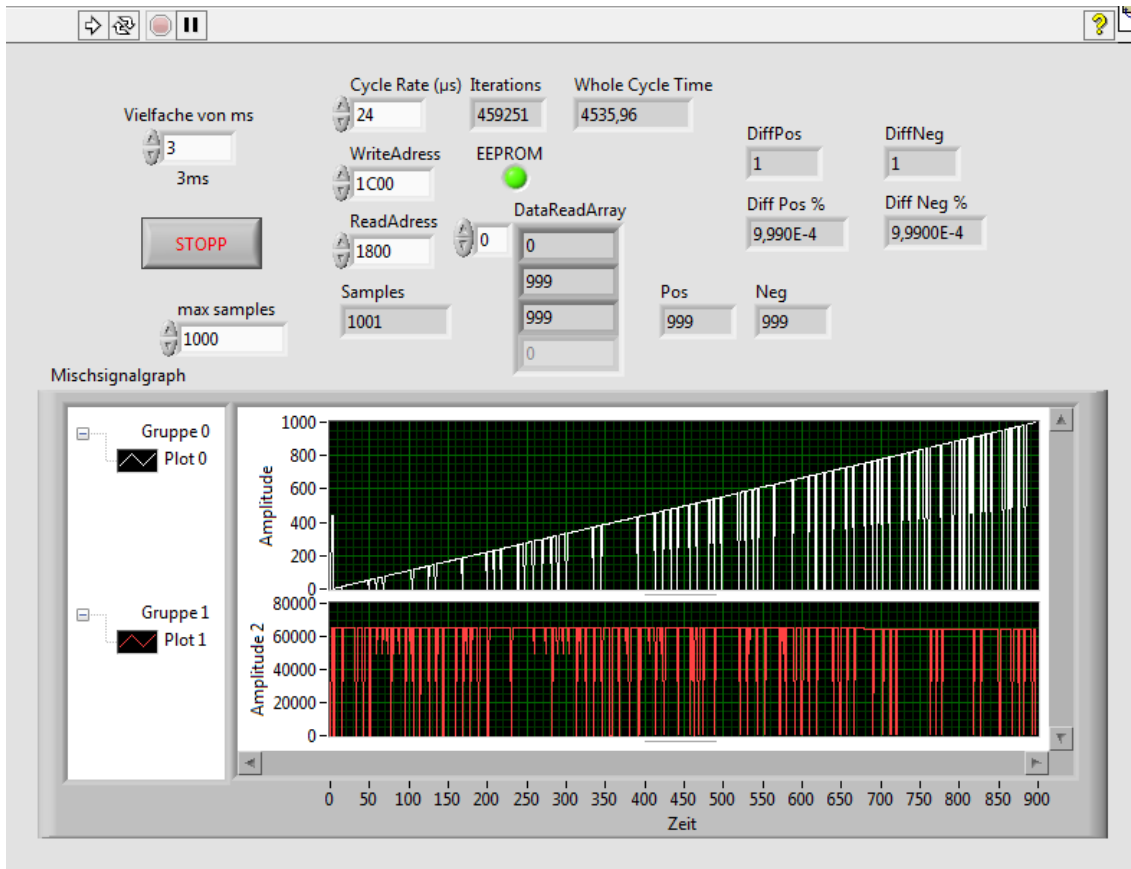 ?
Cycle Rate (µs) Iterations Whole Cycle Time
24 459251 4535,96
Vielfache von ms
3
3ms
DiffPos DiffNeg
1 1
WriteAdress EEPROM
1C00
Diff Pos % Diff Neg %
9,990E-4 9,9900E-4
ReadAdress DataReadArray
1800 0 0
STOPP
999
Samples Pos Neg
1001 999 999 999
max samples
1000
0
Mischsignalgraph
Gruppe 0
Plot 0
Amplitude
1000
800
600
400
200
0
Gruppe 1
Plot 1
Amplitude 2
80000
60000
40000
20000
0
0 50 100 150 200 250 300 350 400 450 500 550 600 650 700 750 800 850 900
Zeit